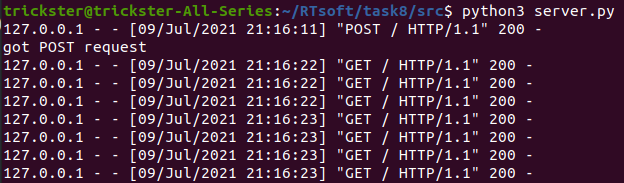 trickster@trickster-All-Series:~/RTsoft/task8/src$ python3 server.py
127.0.0.1 - - [09/Jul/2021 21:16:11] "POST / HTTP/1.1" 200 -
got POST request
127.0.0.1 - - [09/Jul/2021 21:16:22] "GET / HTTP/1.1" 200 -
127.0.0.1 - - [09/Jul/2021 21:16:22] "GET / HTTP/1.1" 200 -
127.0.0.1 - - [09/Jul/2021 21:16:22] "GET / HTTP/1.1" 200 -
127.0.0.1 - - [09/Jul/2021 21:16:23] "GET / HTTP/1.1" 200 -
127.0.0.1 - - [09/Jul/2021 21:16:23] "GET / HTTP/1.1" 200 -
127.0.0.1 - - [09/Jul/2021 21:16:23] "GET / HTTP/1.1" 200 -
127.0.0.1 - - [09/Jul/2021 21:16:23] "GET / HTTP/1.1" 200 -